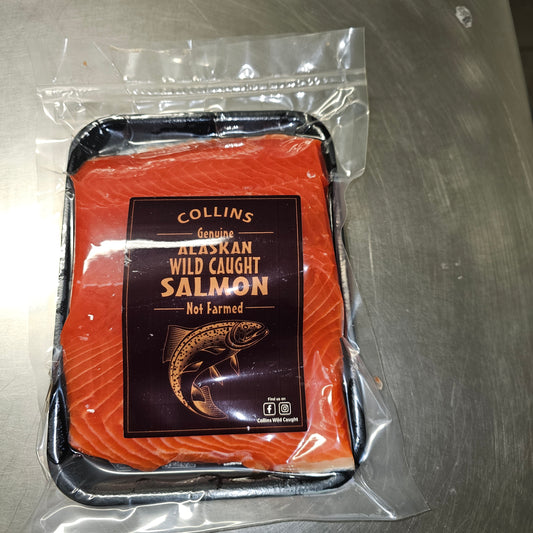 COLLINS
Genuine
ALASKAN
WILD CAUGHT
SALMON
Not Farmed
Find us on
Collins Wild Caught